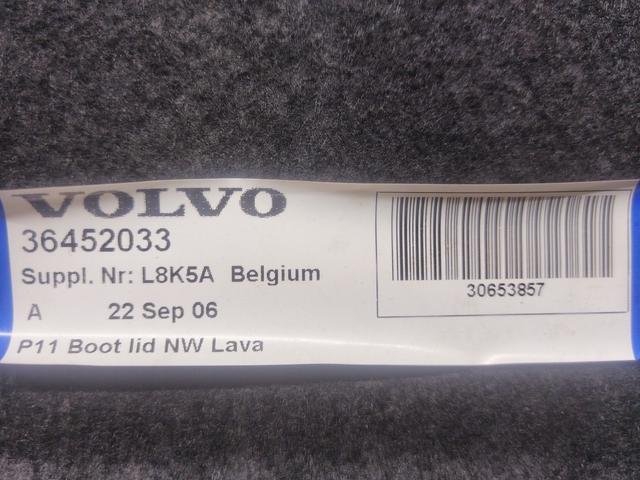 VOLVO
36452033
Suppl. Nr: L8K5A Belgium
A 22 Sep 06
P11 Boot lid NW Lava
30653857